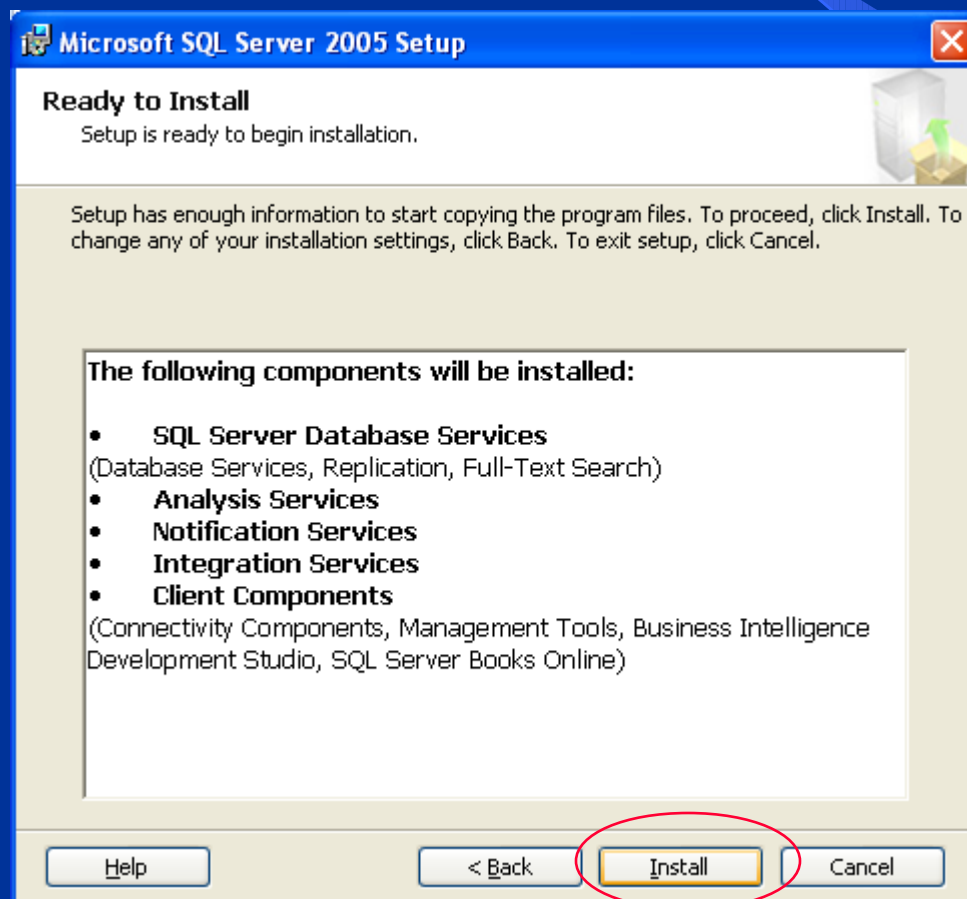 Microsoft SQL Server 2005 Setup
Ready to Install
Setup is ready to begin installation.
Setup has enough information to start copying the program files. To proceed, click Install. To
change any of your installation settings, click Back. To exit setup, click Cancel.
The following components will be installed:
• SQL Server Database Services
(Database Services, Replication, Full-Text Search)
• Analysis Services
• Notification Services
• Integration Services
• Client Components
(Connectivity Components, Management Tools, Business Intelligence
Development Studio, SQL Server Books Online)
Help < Back Install Cancel